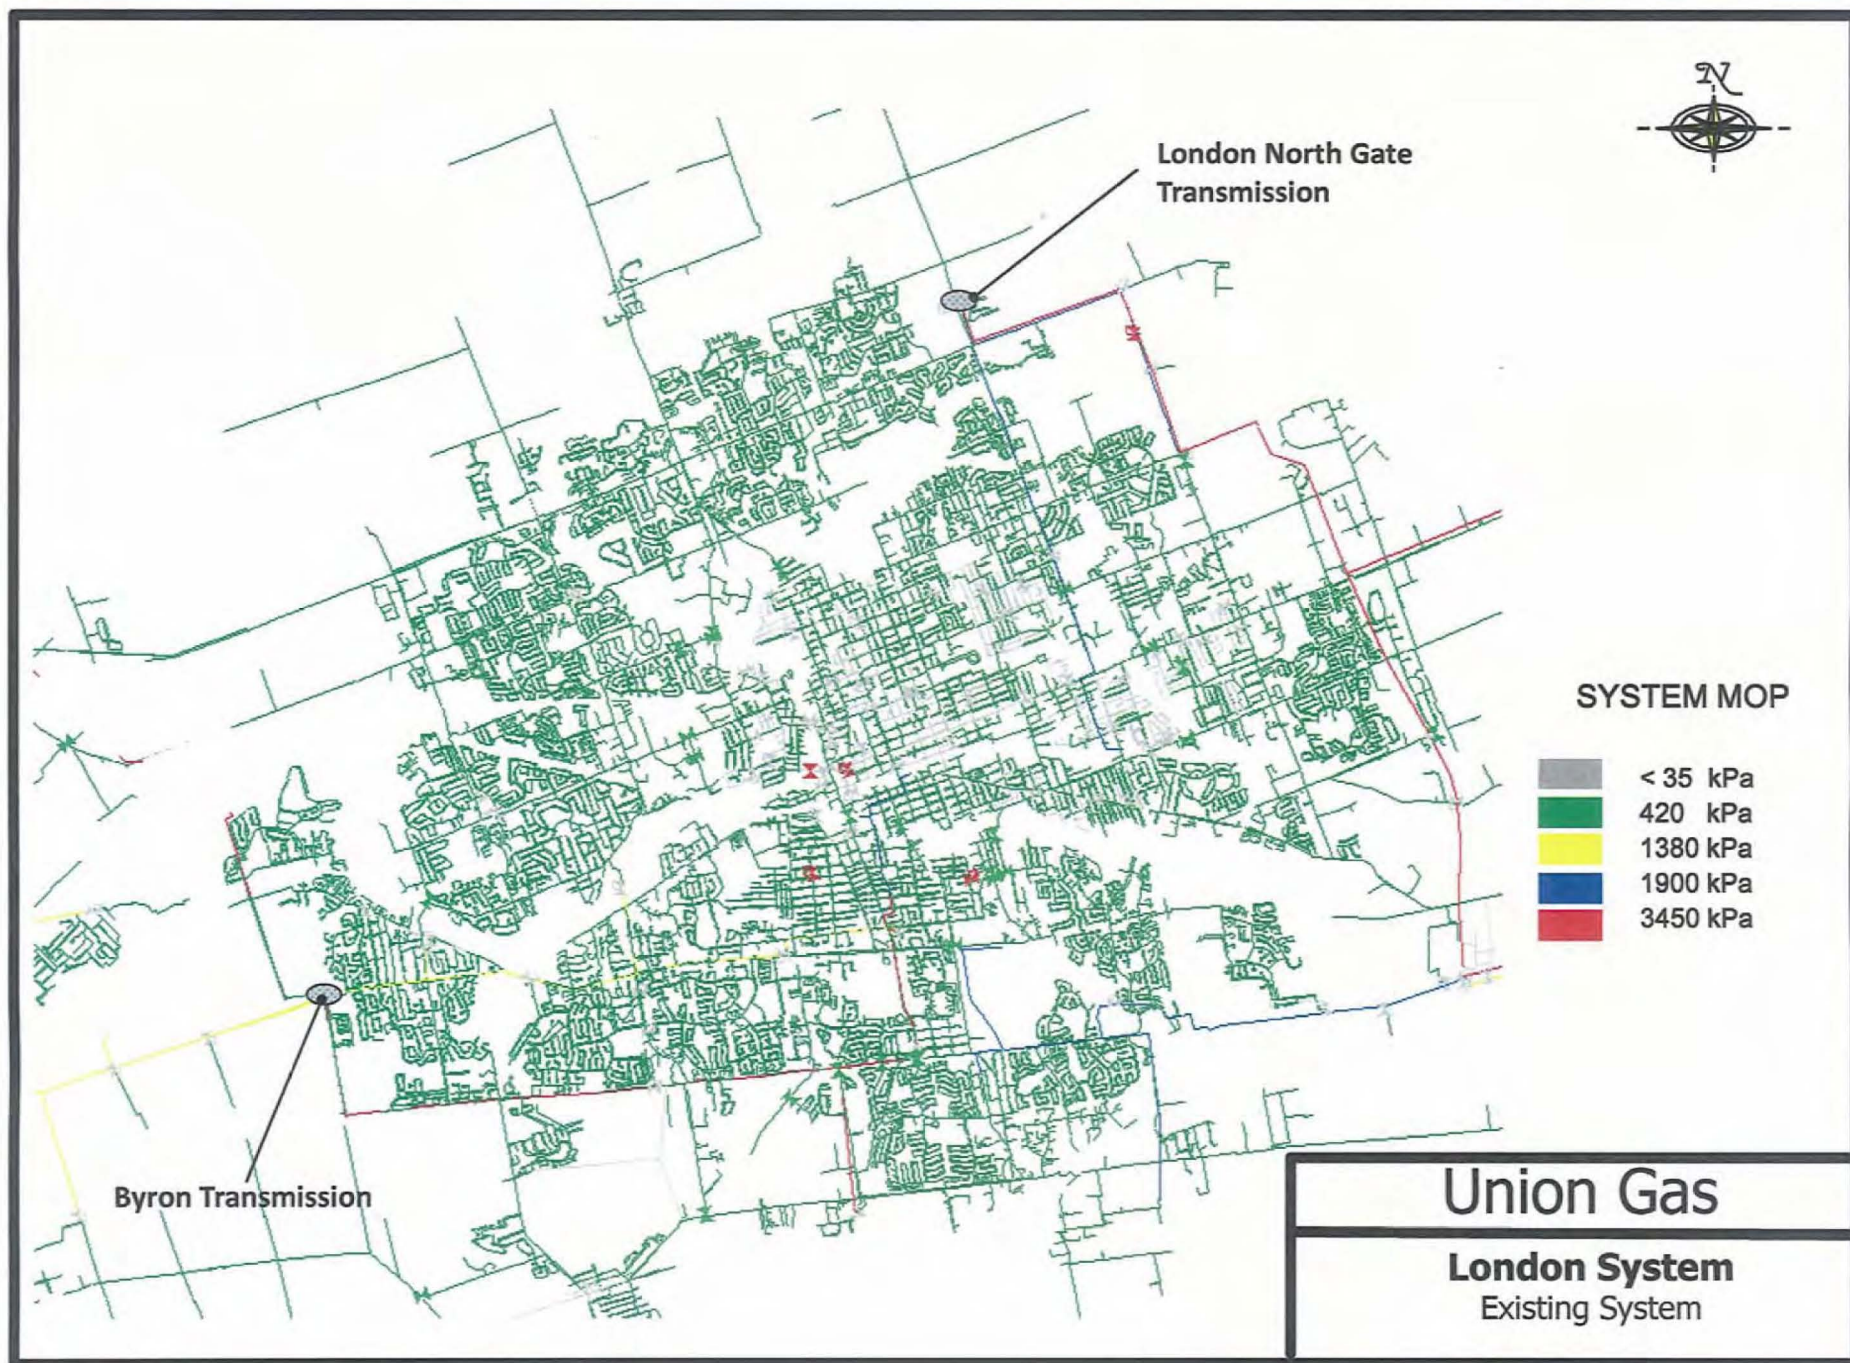 N
London North Gate
Transmission
SYSTEM MOP
< 35 kPa
420 kPa
1380 kPa
1900 kPa
3450 kPa
Byron Transmission
Union Gas
London System
Existing System